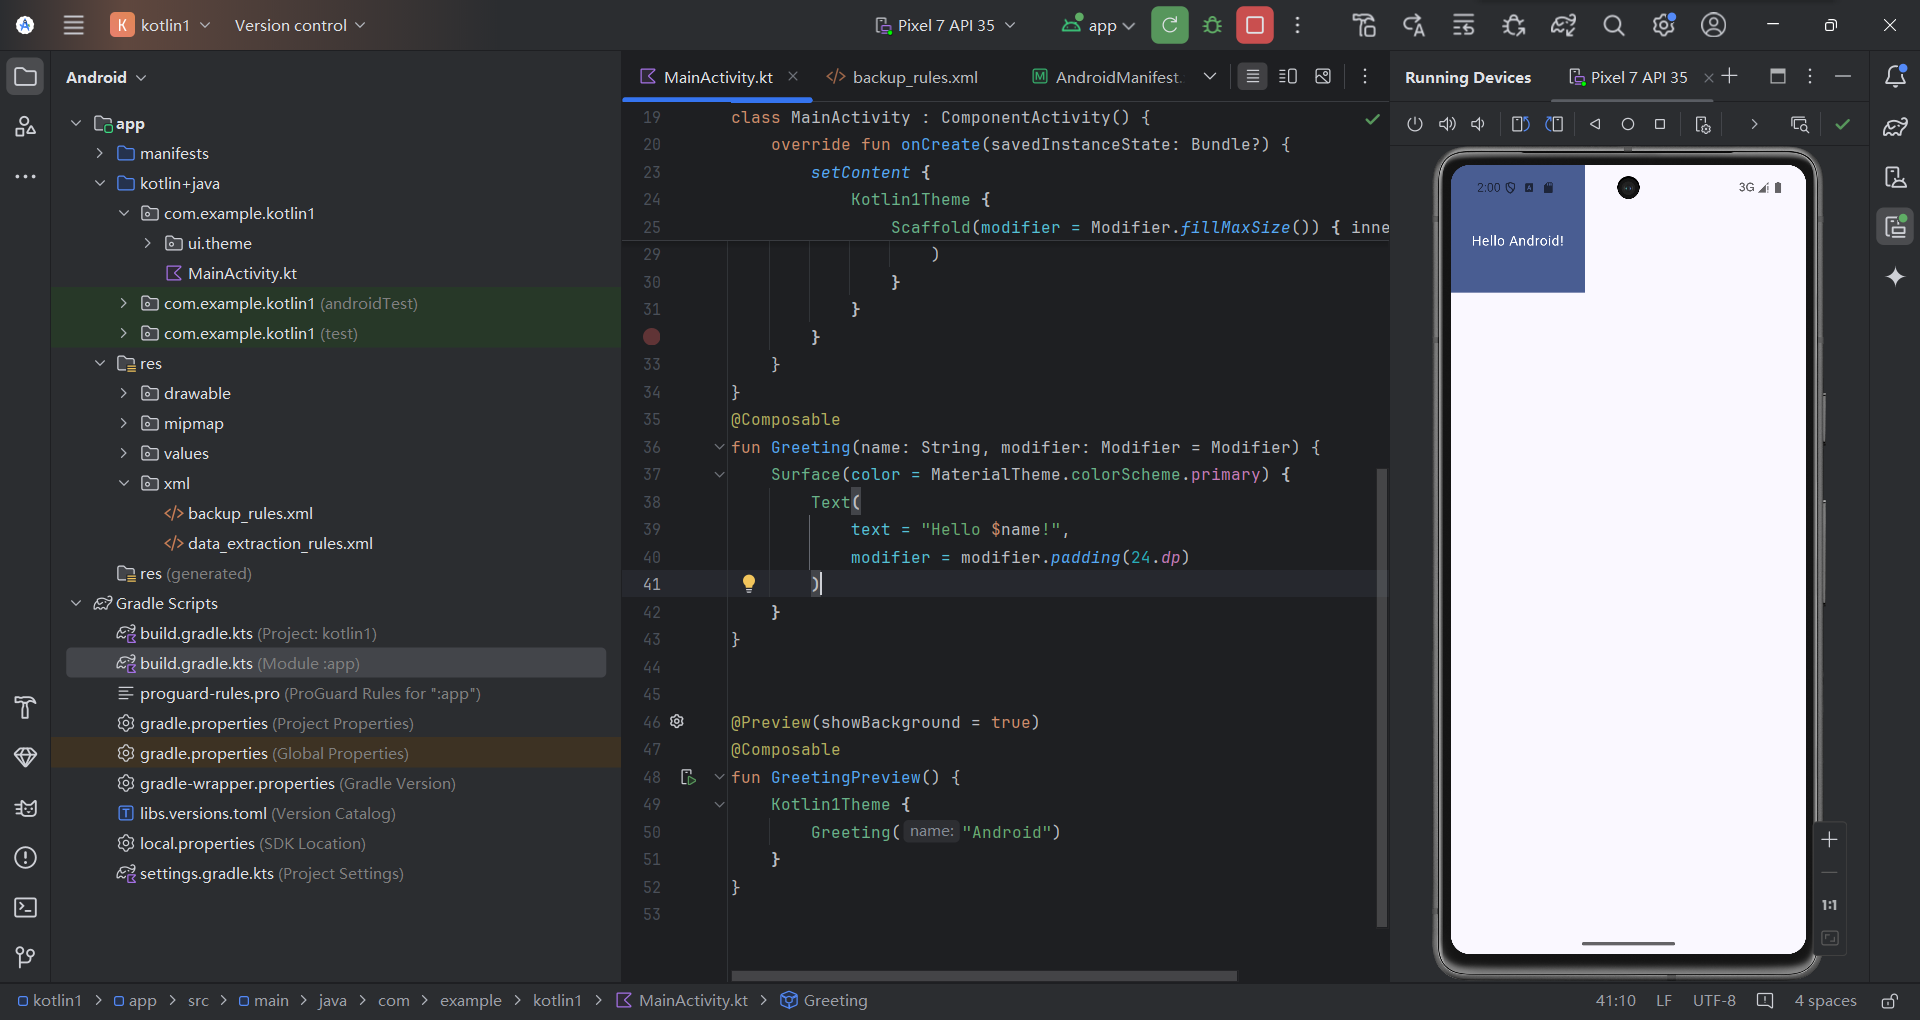 K kotlin1 Version control Pixel 7 API 35 app
Android
app
manifests
kotlin+java
com.example.kotlin1
ui.theme
MainActivity.kt
com.example.kotlin1 (androidTest)
com.example.kotlin1 (test)
res
drawable
mipmap
values
xml
</> backup_rules.xml
</> data_extraction_rules.xml
res (generated)
Gradle Scripts
build.gradle.kts (Project: kotlin1)
build.gradle.kts (Module :app)
proguard-rules.pro (ProGuard Rules for ":app")
gradle.properties (Project Properties)
gradle.properties (Global Properties)
gradle-wrapper.properties (Gradle Version)
T libs.versions.toml (Version Catalog)
local.properties (SDK Location)
settings.gradle.kts (Project Settings)
MainActivity.kt </> backup_rules.xml M AndroidManifest.
19 class MainActivity : ComponentActivity() {
20 override fun onCreate(savedInstanceState: Bundle?) {
23 setContent {
24 Kotlin1Theme {
25 Scaffold(modifier = Modifier.fillMaxSize()) { inne
29 )
30 }
31 }
}
33 }
34 }
35 @Composable
36 fun Greeting(name: String, modifier: Modifier = Modifier) {
37 Surface(color = MaterialTheme.colorScheme.primary) {
38 Text(
39 text = "Hello $name!",
40 modifier = modifier.padding(24.dp)
41 )
42 }
43 }
44
45
46 @Preview(showBackground = true)
47 @Composable
48 fun GreetingPreview() {
49 Kotlin1Theme {
50 Greeting( name: "Android")
51 }
52 }
53
Running Devices Pixel 7 API 35
2:00 A 3G
Hello Android!
1:1
kotlin1 > app > src > main > java > com > example > kotlin1 > MainActivity.kt > Greeting
41:10 LF UTF-8 4 spaces